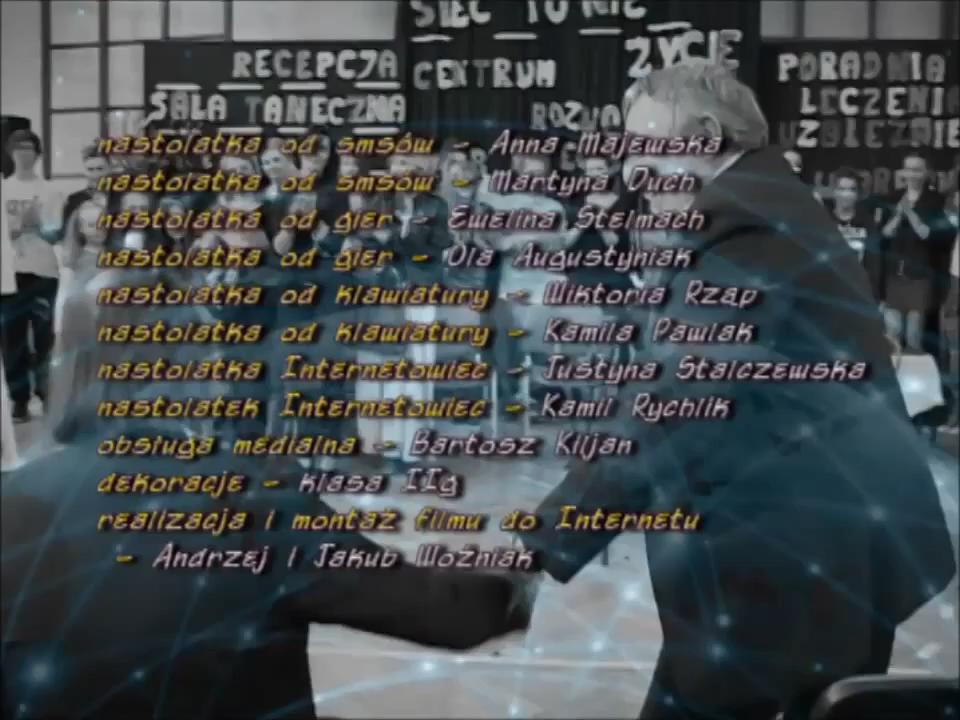 SIEĆ TO NIE
ŻYCIE
RECEPCJA
CENTRUM
PORADNIA
SALA TANECZNA
LECZENI
nastolatka od smsów - Anna Majewska
nastolatka od smsów - Martyna Duch
nastolatka od gier - Ewelina Stelmach
nastolatka od gier - Ola Augustyniak
nastolatka od klawiatury - Wiktoria Rząp
nastolatka od klawiatury - Kamila Pawlak
nastolatka Internetowiec - Justyna Stalczewska
nastolatek Internetowiec - Kamil Rychlik
obsługa medialna - Bartosz Kiljan
dekoracje - klasa IIg
realizacja i montaż filmu do Internetu
- Andrzej i Jakub Woźniak